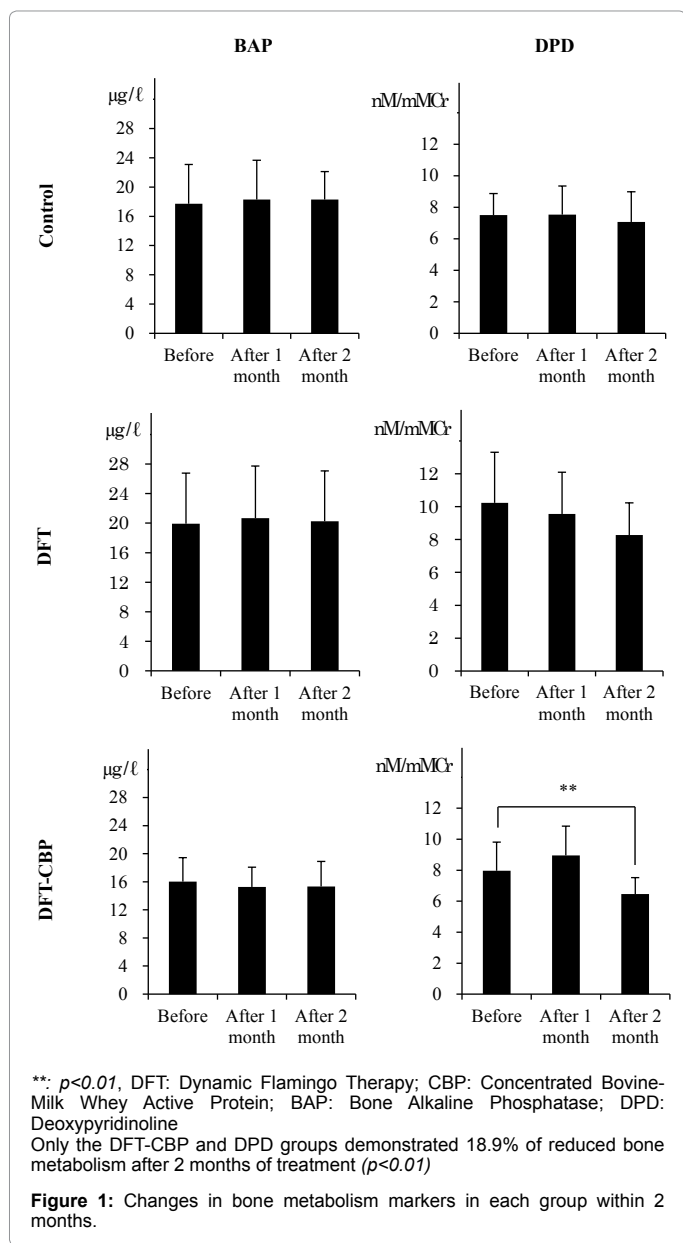 BAP
DPD
Control
µg/ℓ
28
24
20
16
12
8
4
0
Before
After 1
month
After 2
month
nM/mMCr
12
10
8
6
4
2
0
Before
After 1
month
After 2
month
DFT
µg/ℓ
28
24
20
16
12
8
4
0
Before
After 1
month
After 2
month
nM/mMCr
12
10
8
6
4
2
0
Before
After 1
month
After 2
month
DFT-CBP
µg/ℓ
28
24
20
16
12
8
4
0
Before
After 1
month
After 2
month
nM/mMCr
12
10
8
6
4
2
0
**
Before
After 1
month
After 2
month
**: p<0.01, DFT: Dynamic Flamingo Therapy; CBP: Concentrated Bovine-
Milk Whey Active Protein; BAP: Bone Alkaline Phosphatase; DPD:
Deoxypyridinoline
Only the DFT-CBP and DPD groups demonstrated 18.9% of reduced bone
metabolism after 2 months of treatment (p<0.01)
Figure 1: Changes in bone metabolism markers in each group within 2
months.